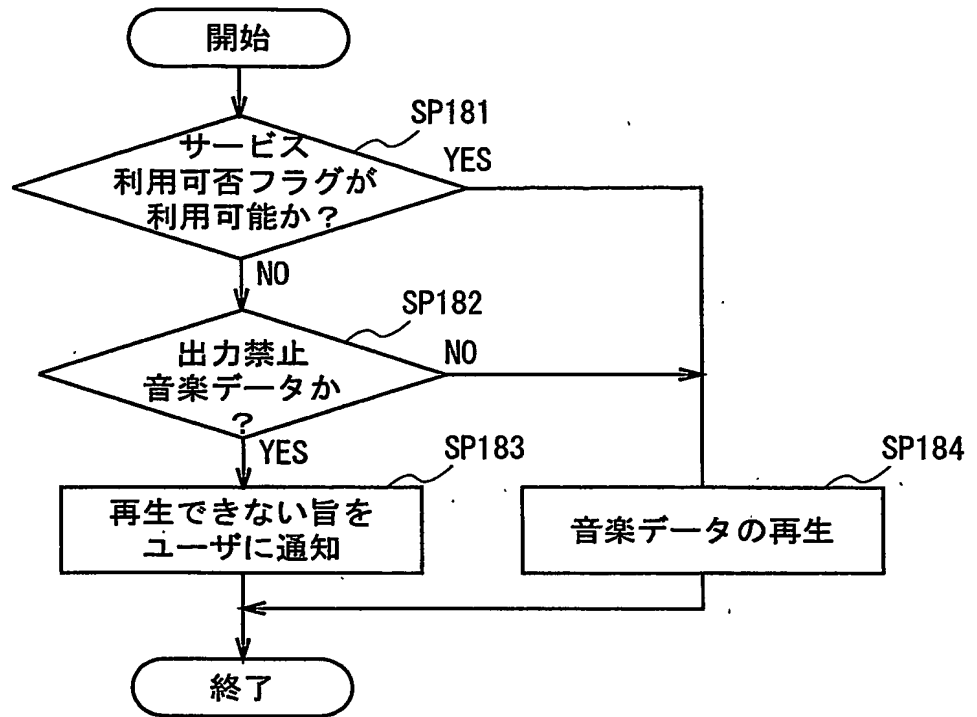 開始
SP181
サービス
利用可否フラグが
利用可能か?
YES
NO
SP182
出力禁止
音楽データか
?
NO
YES
SP183
再生できない旨を
ユーザに通知
SP184
音楽データの再生
終了